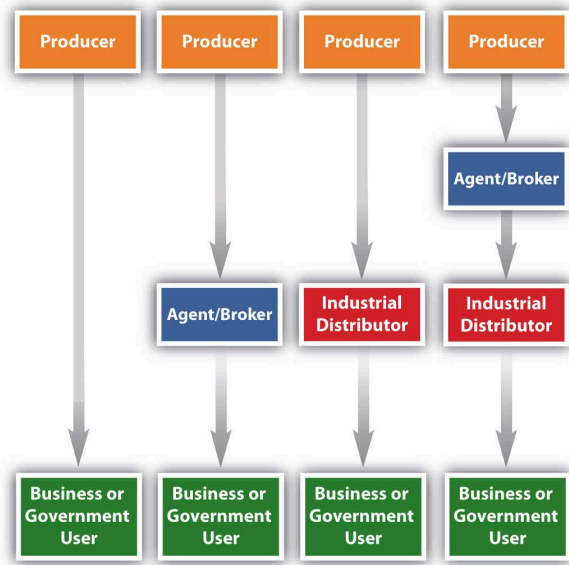 Producer
Producer
Producer
Producer
Agent/Broker
Agent/Broker
Industrial
Distributor
Industrial
Distributor
Business or
Government
User
Business or
Government
User
Business or
Government
User
Business or
Government
User